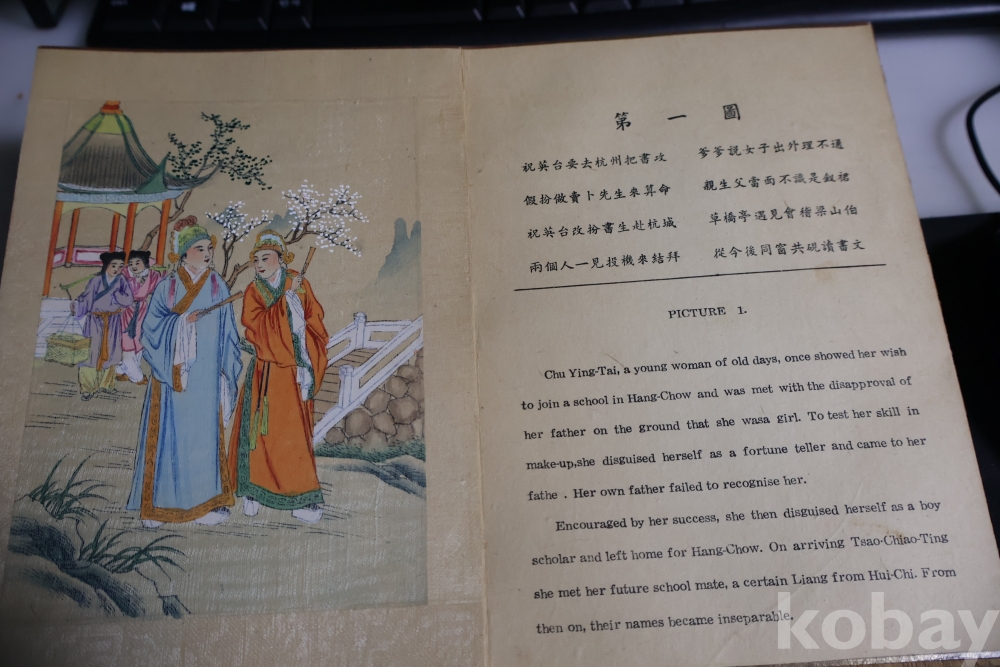 第一圖
祝英台要去杭州把書攻 爹爹說女子出外理不通
假扮做賣卜先生來算命 親生父當面不識是釵裙
祝英台改扮書生赴杭城 草橋亭遇見會稽梁山伯
兩個人一見投機來結拜 從今後同窗共硯讀書文
PICTURE 1.
Chu Ying-Tai, a young woman of old days, once showed her wish
to join a school in Hang-Chow and was met with the disapproval of
her father on the ground that she wasa girl. To test her skill in
make-up,she disguised herself as a fortune teller and came to her
fathe . Her own father failed to recognise her.
Encouraged by her success, she then disguised herself as a boy
scholar and left home for Hang-Chow. On arriving Tsao-Chiao-Ting
she met her future school mate, a certain Liang from Hui-Chi. From
then on, their names became inseparable.
kobay